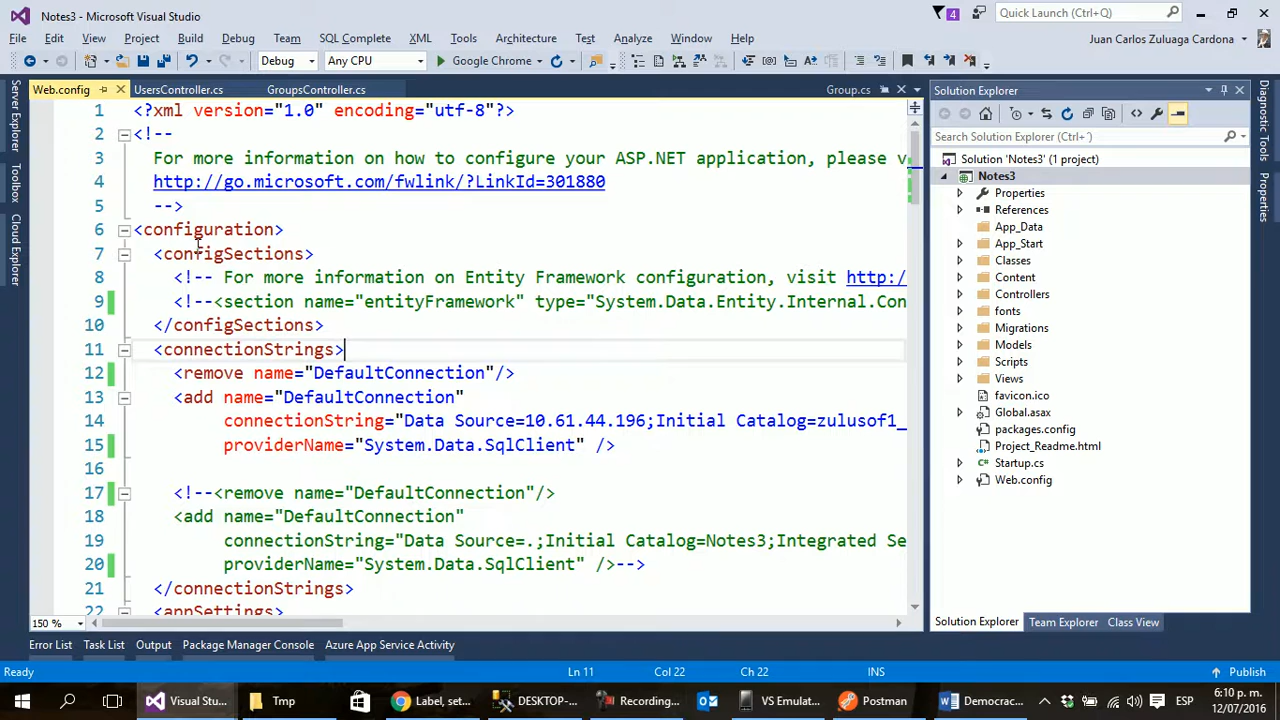 Notes3 - Microsoft Visual Studio
4
Quick Launch (Ctrl+Q)
File Edit View Project Build Debug Team SQL Complete XML Tools Architecture Test Analyze Window Help
Juan Carlos Zuluaga Cardona
Debug Any CPU Google Chrome
Web.config UsersController.cs GroupsController.cs Group.cs
Server Explorer
Toolbox
Cloud Explorer
1 <?xml version="1.0" encoding="utf-8"?>
2 <!--
3 For more information on how to configure your ASP.NET application, please v
4 http://go.microsoft.com/fwlink/?LinkId=301880
5 -->
6 <configuration>
7 <configSections>
8 <!-- For more information on Entity Framework configuration, visit http:/
9 <!--<section name="entityFramework" type="System.Data.Entity.Internal.Con
10 </configSections>
11 <connectionStrings>
12 <remove name="DefaultConnection"/>
13 <add name="DefaultConnection"
14 connectionString="Data Source=10.61.44.196;Initial Catalog=zulusof1_
15 providerName="System.Data.SqlClient" />
16
17 <!--<remove name="DefaultConnection"/>
18 <add name="DefaultConnection"
19 connectionString="Data Source=.;Initial Catalog=Notes3;Integrated Se
20 providerName="System.Data.SqlClient" />-->
21 </connectionStrings>
22 <appSettings>
150 %
Solution Explorer
Search Solution Explorer (Ctrl+´)
Solution 'Notes3' (1 project)
Notes3
Properties
References
App_Data
App_Start
Classes
Content
Controllers
fonts
Migrations
Models
Scripts
Views
favicon.ico
Global.asax
packages.config
Project_Readme.html
Startup.cs
Web.config
Solution Explorer Team Explorer Class View
Diagnostic Tools
Properties
Error List Task List Output Package Manager Console Azure App Service Activity
Ready Ln 11 Col 22 Ch 22 INS Publish
Visual Stu... Tmp Label, set... DESKTOP-... Recording... VS Emulat... Postman Democrac... ESP
6:10 p. m.
12/07/2016